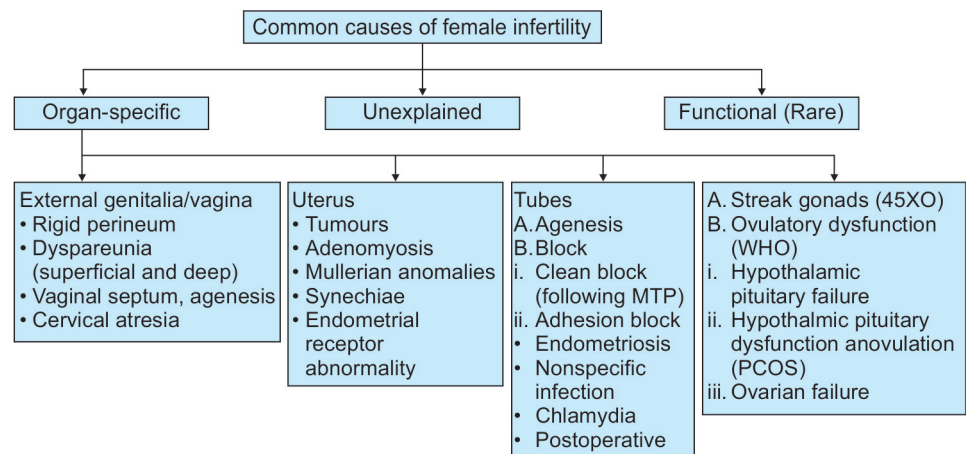 Common causes of female infertility
Organ-specific
Unexplained
Functional (Rare)
External genitalia/vagina
• Rigid perineum
• Dyspareunia
(superficial and deep)
• Vaginal septum, agenesis
• Cervical atresia
Uterus
• Tumours
• Adenomyosis
• Mullerian anomalies
• Synechiae
• Endometrial
receptor
abnormality
Tubes
A. Agenesis
B. Block
i. Clean block
(following MTP)
ii. Adhesion block
• Endometriosis
• Nonspecific
infection
• Chlamydia
• Postoperative
A. Streak gonads (45XO)
B. Ovulatory dysfunction
(WHO)
i. Hypothalamic
pituitary failure
ii. Hypothalmic pituitary
dysfunction anovulation
(PCOS)
iii. Ovarian failure